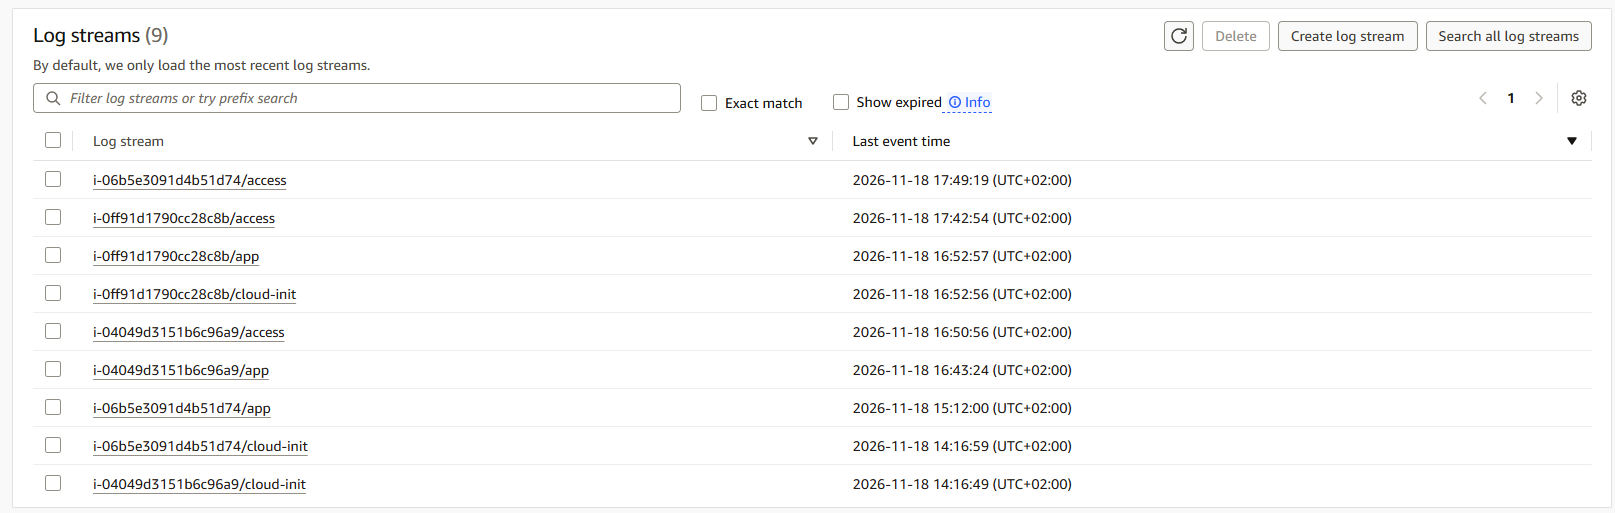 Log streams (9)
Delete
Create log stream
Search all log streams
By default, we only load the most recent log streams.
Filter log streams or try prefix search
Exact match
Show expired
Info
1
Log stream
Last event time
i-06b5e3091d4b51d74/access 2026-11-18 17:49:19 (UTC+02:00)
i-0ff91d1790cc28c8b/access 2026-11-18 17:42:54 (UTC+02:00)
i-0ff91d1790cc28c8b/app 2026-11-18 16:52:57 (UTC+02:00)
i-0ff91d1790cc28c8b/cloud-init 2026-11-18 16:52:56 (UTC+02:00)
i-04049d3151b6c96a9/access 2026-11-18 16:50:56 (UTC+02:00)
i-04049d3151b6c96a9/app 2026-11-18 16:43:24 (UTC+02:00)
i-06b5e3091d4b51d74/app 2026-11-18 15:12:00 (UTC+02:00)
i-06b5e3091d4b51d74/cloud-init 2026-11-18 14:16:59 (UTC+02:00)
i-04049d3151b6c96a9/cloud-init 2026-11-18 14:16:49 (UTC+02:00)